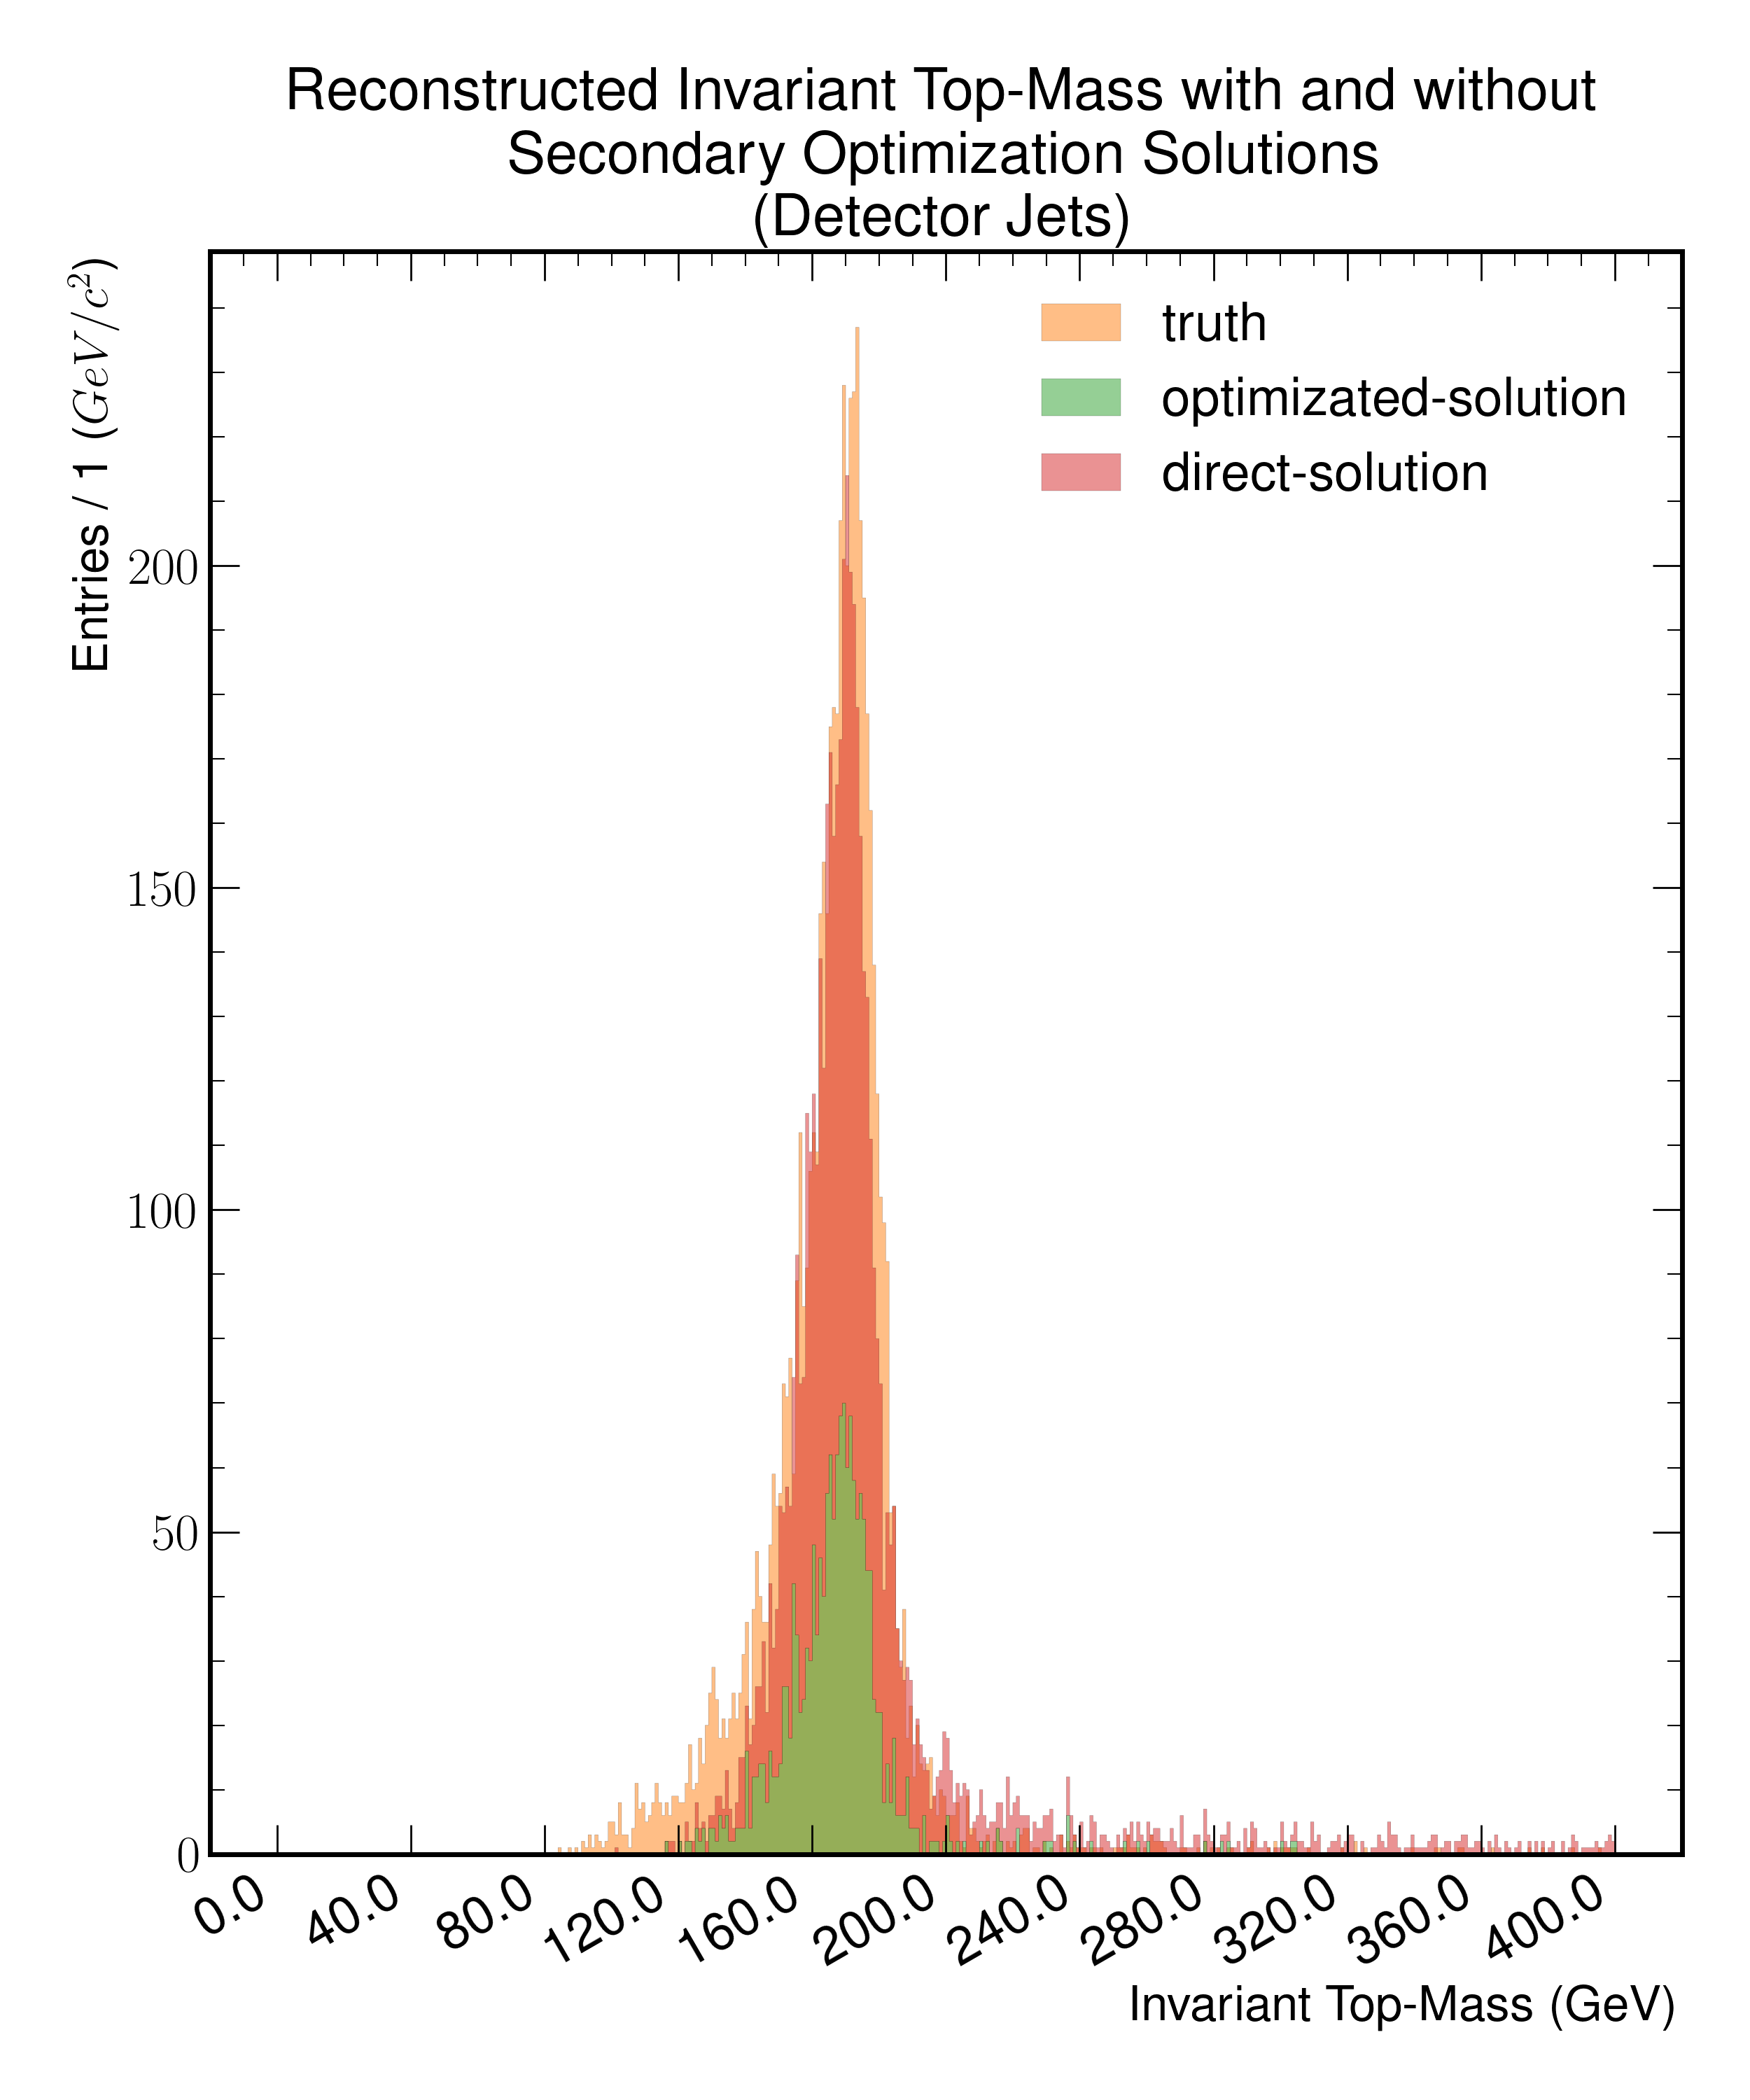 Reconstructed Invariant Top-Mass with and without
Secondary Optimization Solutions
(Detector Jets)
Entries / 1 (GeV/c²)
truth
optimizated-solution
direct-solution
200
150
100
50
0
0.0 40.0 80.0 120.0 160.0 200.0 240.0 280.0 320.0 360.0 400.0
Invariant Top-Mass (GeV)